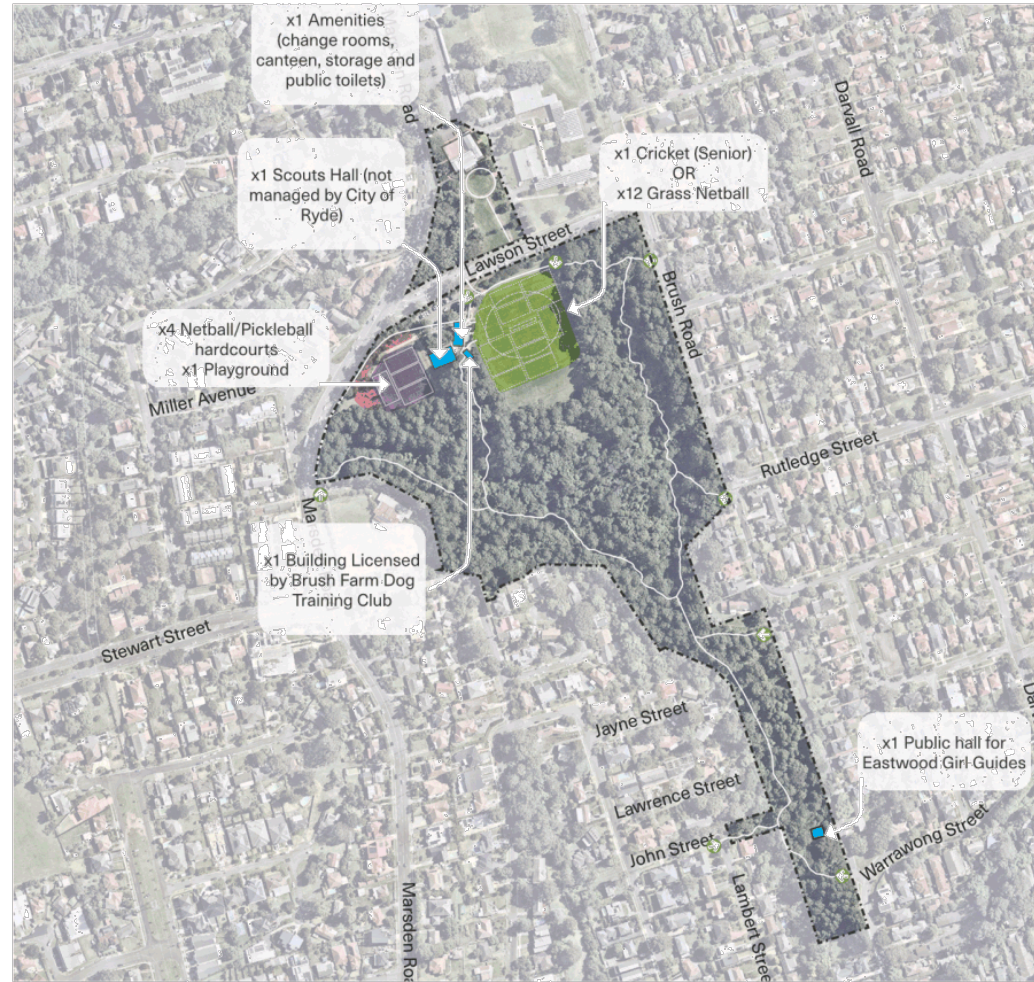 x1 Amenities
(change rooms,
canteen, storage and
public toilets)
Darvall Road
x1 Scouts Hall (not
managed by City of
Ryde)
x1 Cricket (Senior)
OR
x12 Grass Netball
Lawson Street
Brush Road
x4 Netball/Pickleball
hardcourts
x1 Playground
Miller Avenue
Rutledge Street
x1 Building Licensed
by Brush Farm Dog
Training Club
Stewart Street
Jayne Street
x1 Public hall for
Eastwood Girl Guides
Lawrence Street
John Street
Warrawong Street
Lambert Stree
Marsden Roa